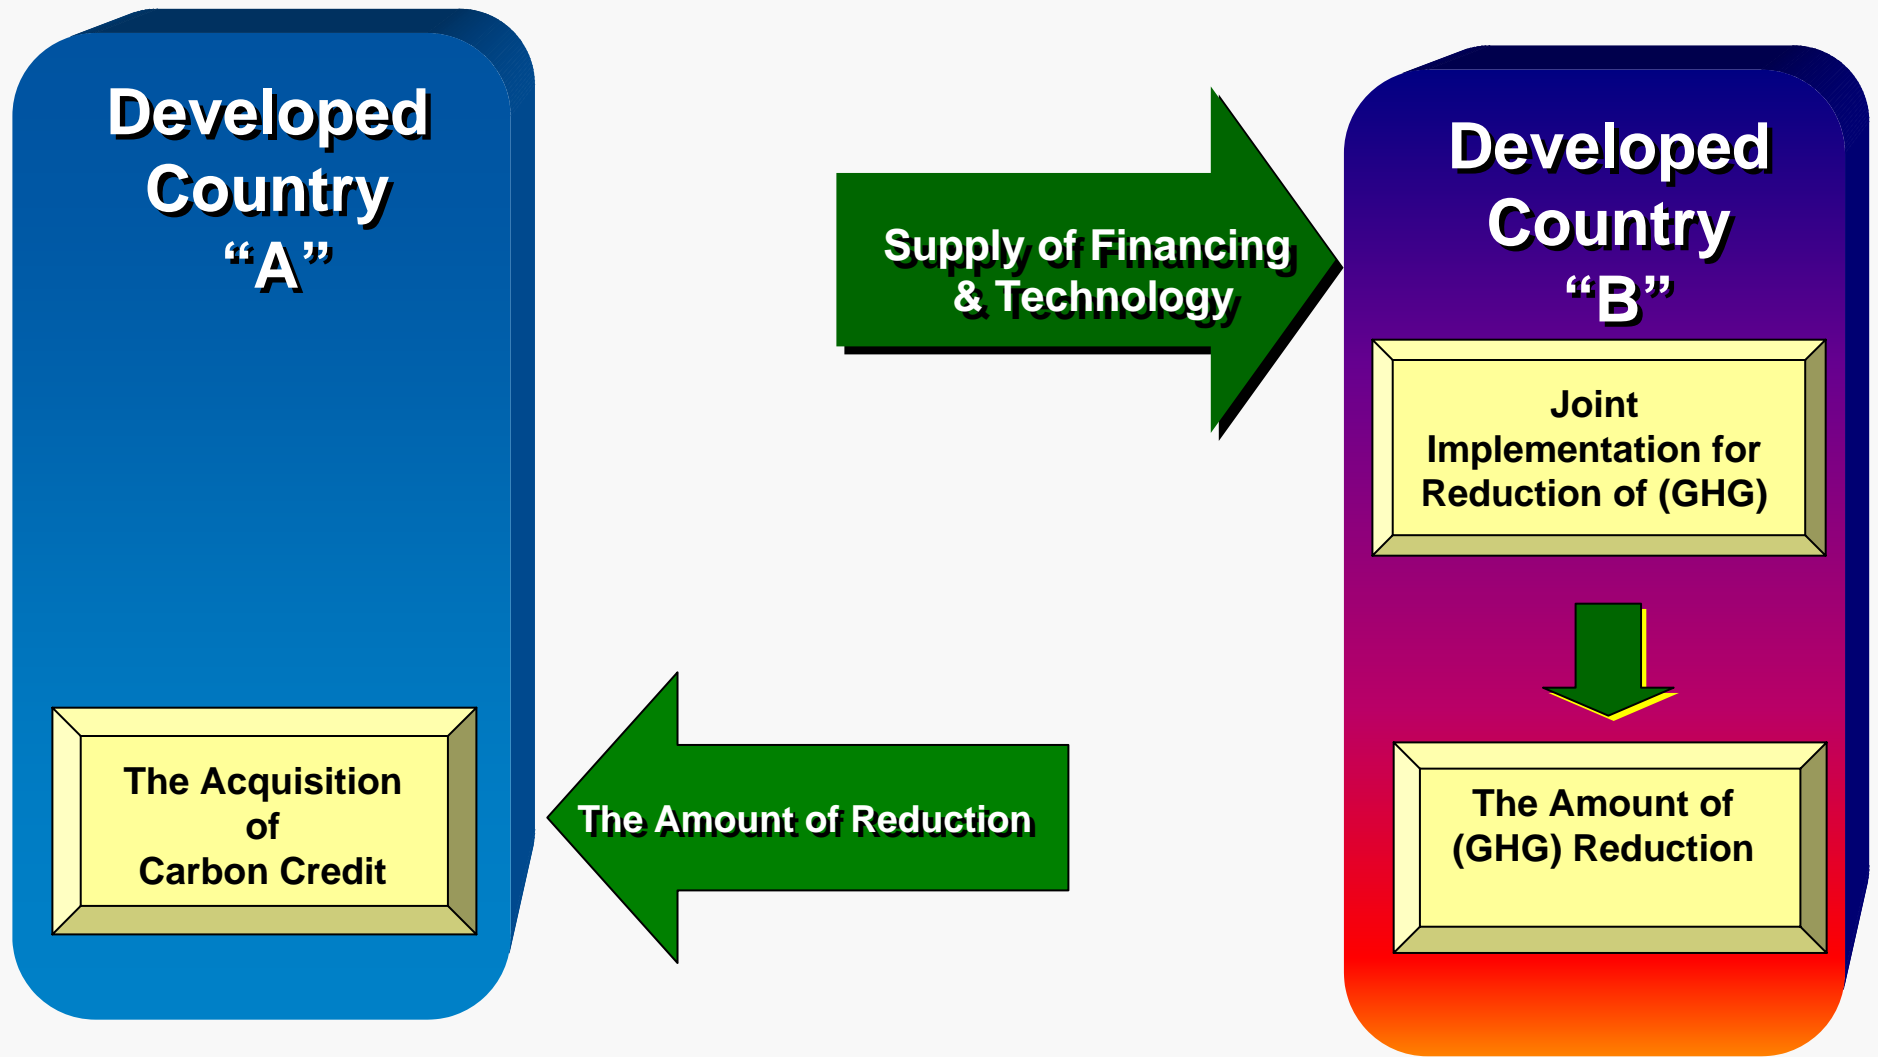 Developed
Country
“A”
Supply of Financing
& Technology
Developed
Country
“B”
Joint
Implementation for
Reduction of (GHG)
The Acquisition
of
Carbon Credit
The Amount of Reduction
The Amount of
(GHG) Reduction